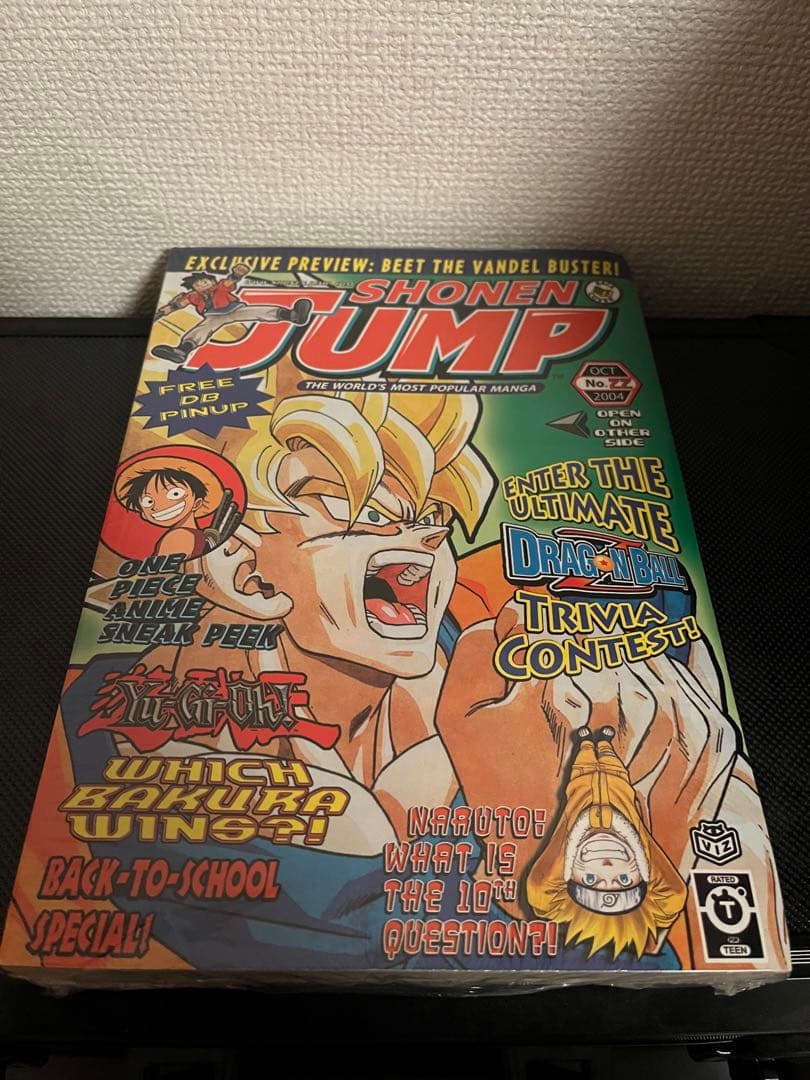 EXCLUSIVE PREVIEW: BEET THE VANDEL BUSTER!
SHONEN
JUMP
THE WORLD'S MOST POPULAR MANGA
TM
OCT
No.22
2004
FREE
DB
PINUP
OPEN
ON
OTHER
SIDE
ENTER THE
ULTIMATE
DRAGON BALL
Z
TRIVIA
CONTEST!
ONE
PIECE
ANIME
SNEAK PEEK
Yu-Gi-Oh!
WHICH
BAKURA
WINS?!
BACK-TO-SCHOOL
SPECIAL!
NARUTO:
WHAT IS
THE 10TH
QUESTION?!
VIZ
RATED
T
FOR
TEEN